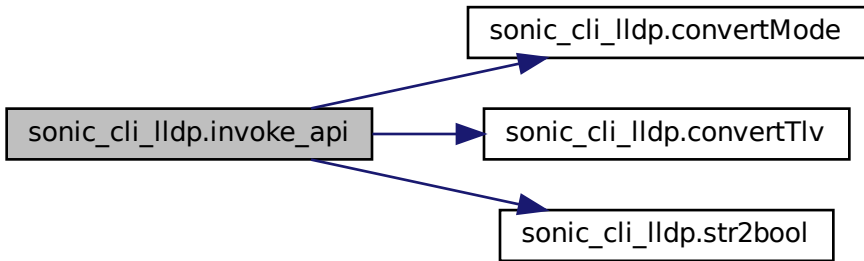 sonic_cli_lldp.convertMode
sonic_cli_lldp.invoke_api
sonic_cli_lldp.convertTlv
sonic_cli_lldp.str2bool